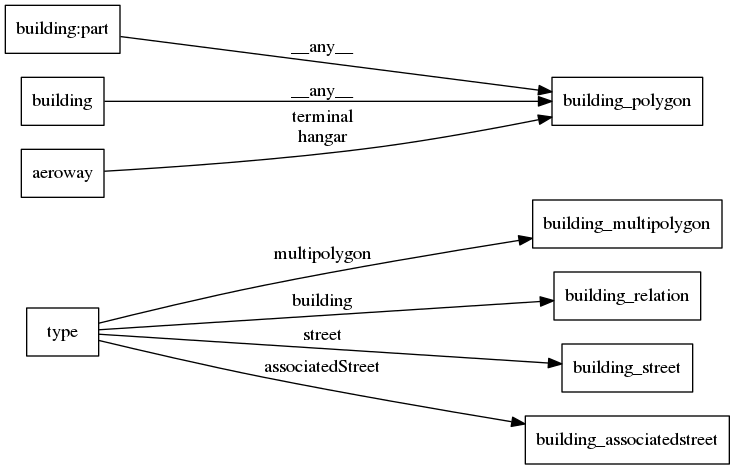 building:part
__any__
building
__any__
building_polygon
terminal
hangar
aeroway
building_multipolygon
multipolygon
building
building_relation
type
street
building_street
associatedStreet
building_associatedstreet